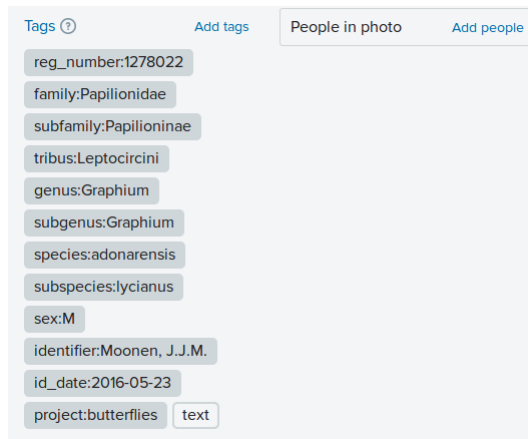 Tags ? Add tags People in photo Add people
reg_number:1278022
family:Papilionidae
subfamily:Papilioninae
tribus:Leptocircini
genus:Graphium
subgenus:Graphium
species:adonarensis
subspecies:lycianus
sex:M
identifier:Moonen, J.J.M.
id_date:2016-05-23
project:butterflies text